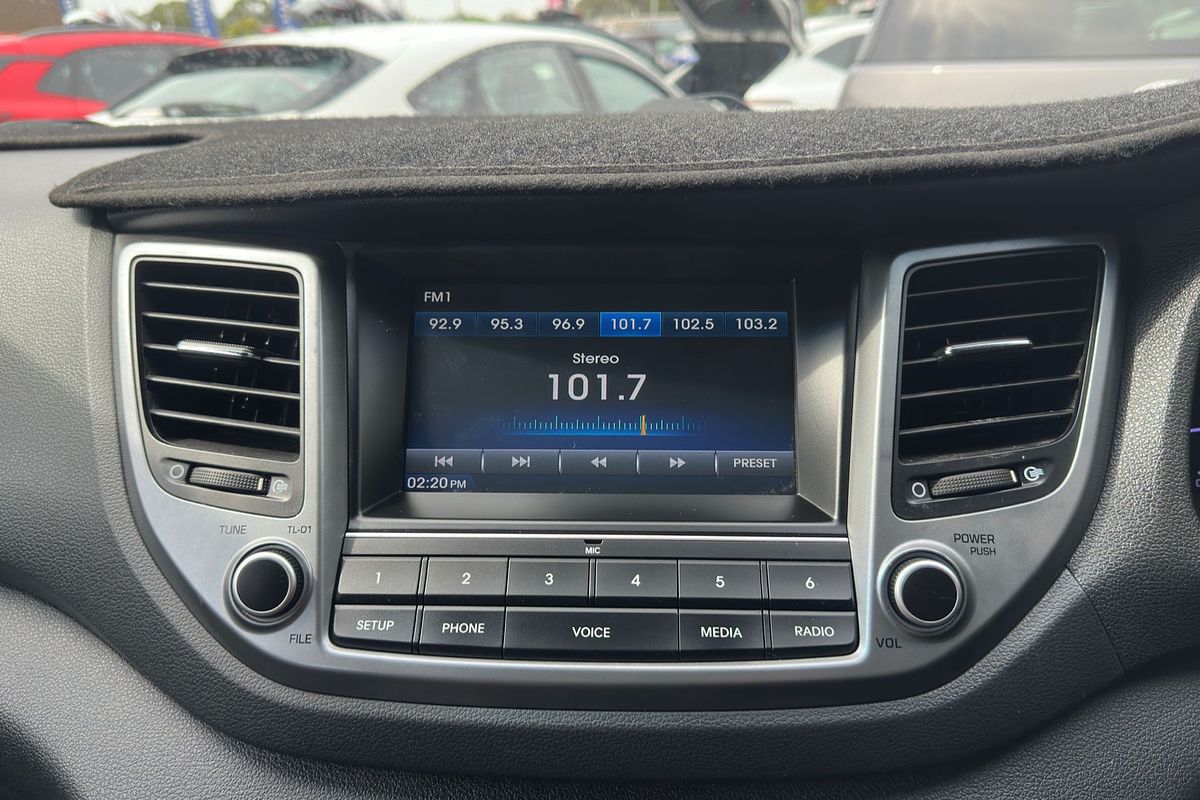 FM1
92.9 95.3 96.9 101.7 102.5 103.2
Stereo
101.7
PRESET
02:20 PM
MIC
TUNE TL-01
FILE
1 2 3 4 5 6
SETUP PHONE VOICE MEDIA RADIO
POWER
PUSH
VOL